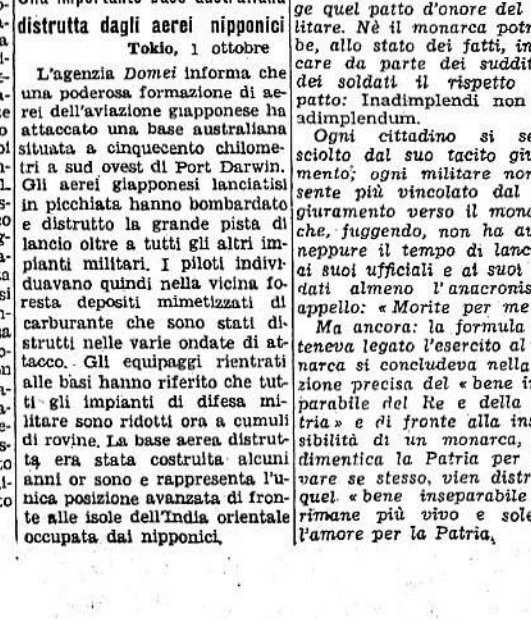 distrutta dagli aerei nipponici
Tokio, 1 ottobre
L'agenzia Domei informa che
una poderosa formazione di ae-
rei dell'aviazione giapponese ha
attaccato una base australiana
situata a cinquecento chilome-
tri a sud ovest di Port Darwin.
Gli aerei giapponesi lanciatisi
in picchiata hanno bombardato
e distrutto la grande pista di
lancio oltre a tutti gli altri im-
pianti militari. I piloti indivi-
duavano quindi nella vicina fo-
resta depositi mimetizzati di
carburante che sono stati di-
strutti nelle varie ondate di at-
tacco. Gli equipaggi rientrati
alle basi hanno riferito che tut-
ti gli impianti di difesa mi-
litare sono ridotti ora a cumuli
di rovine. La base aerea distrut-
ta era stata costruita alcuni
anni or sono e rappresenta l'u-
nica posizione avanzata di fron-
te alle isole dell'India orientale
occupata dai nipponici.
ge quel patto d'onore del
litare. Nè il monarca potr
be, allo stato dei fatti, in
care da parte dei suddit
dei soldati il rispetto
patto: Inadimplendi non
adimplendum.
Ogni cittadino si se
sciolto dal suo tacito giu
mento; ogni militare non
sente più vincolato dal
giuramento verso il mona
che, fuggendo, non ha av
neppure il tempo di lanc
ai suoi ufficiali e ai suoi
dati almeno l'anacronis
appello: « Morite per me
Ma ancora: la formula
teneva legato l'esercito al
narca si concludeva nella
zione precisa del « bene in
parabile del Re e della
tria » e di fronte alla ins
sibilità di un monarca,
dimentica la Patria per
vare se stesso, vien distr
quel « bene inseparabile
rimane più vivo e sole
l'amore per la Patria.